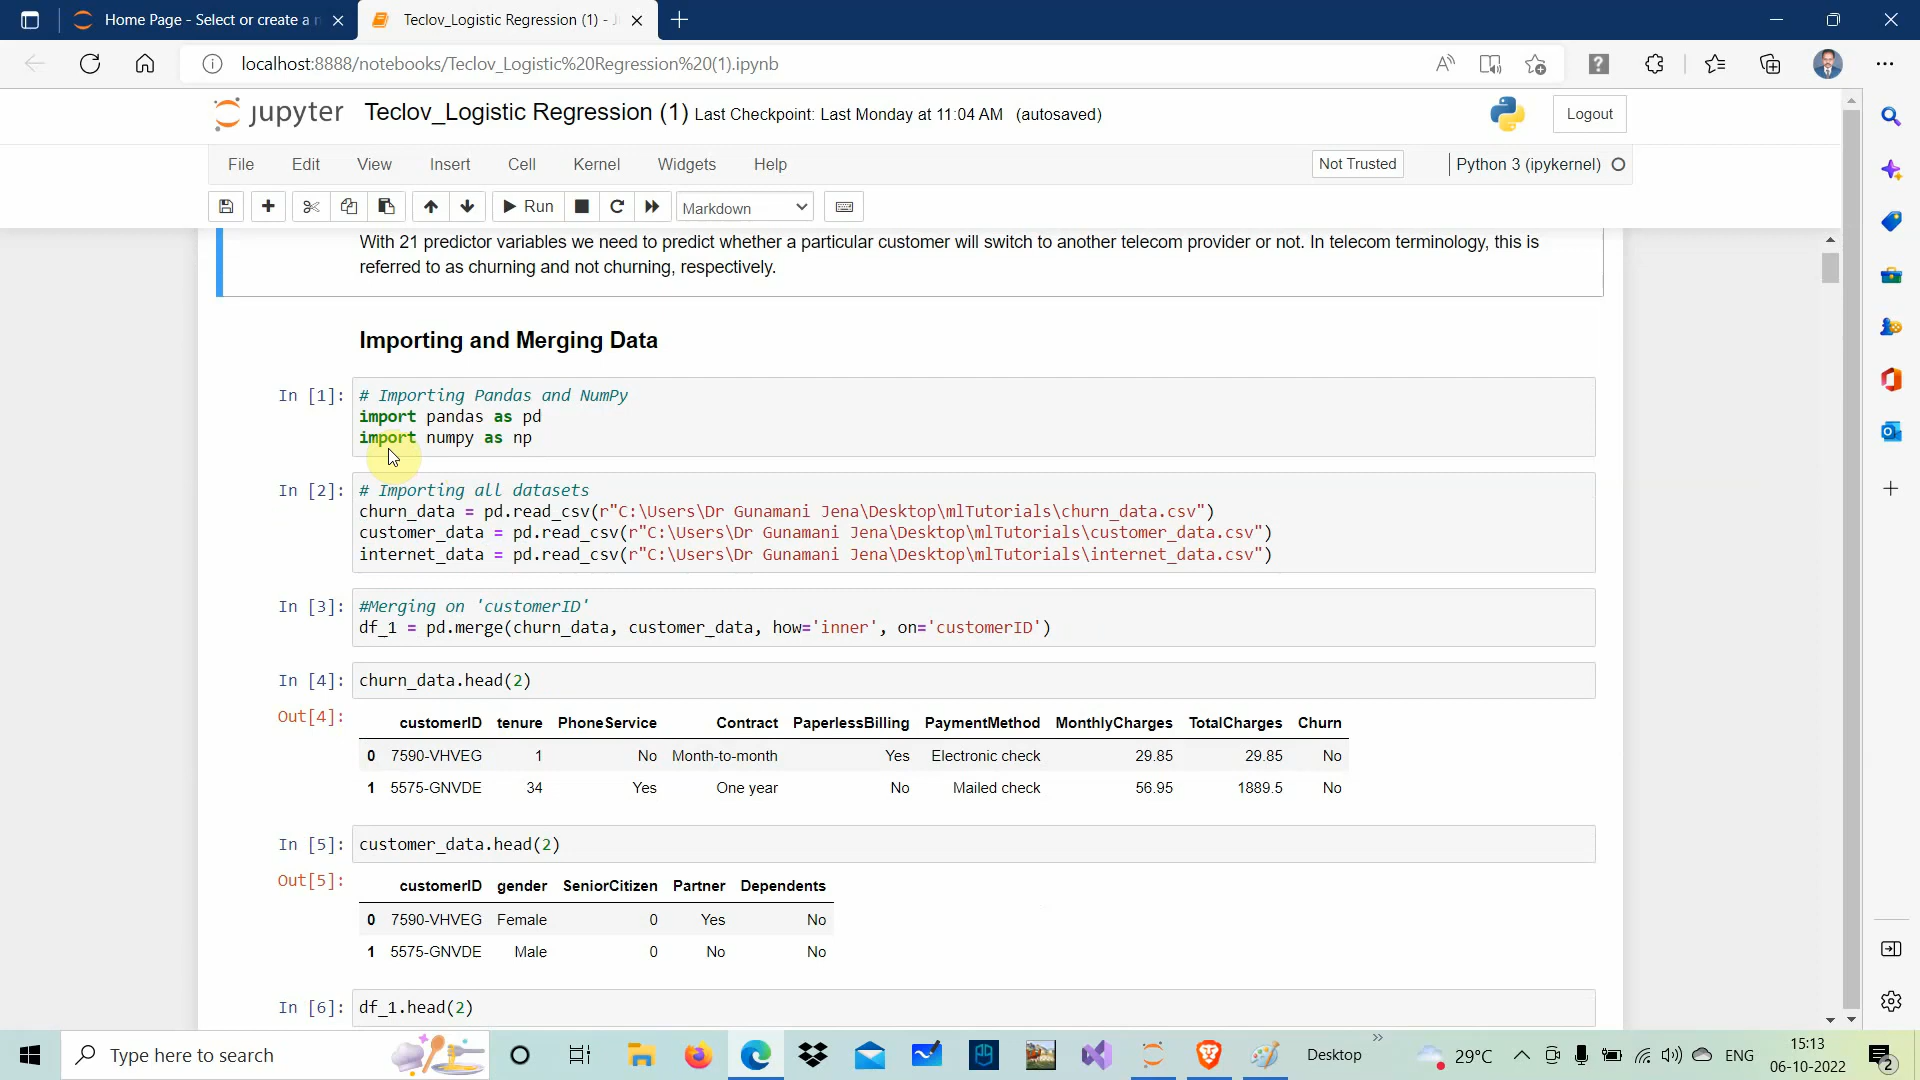 Home Page - Select or create a n
Teclov_Logistic Regression (1) - J
localhost:8888/notebooks/Teclov_Logistic%20Regression%20(1).ipynb
jupyter Teclov_Logistic Regression (1) Last Checkpoint: Last Monday at 11:04 AM (autosaved)
Logout
File Edit View Insert Cell Kernel Widgets Help
Not Trusted
Python 3 (ipykernel)
Run
Markdown
With 21 predictor variables we need to predict whether a particular customer will switch to another telecom provider or not. In telecom terminology, this is
referred to as churning and not churning, respectively.
Importing and Merging Data
In [1]: # Importing Pandas and NumPy
import pandas as pd
import numpy as np
In [2]: # Importing all datasets
churn_data = pd.read_csv(r"C:\Users\Dr Gunamani Jena\Desktop\mlTutorials\churn_data.csv")
customer_data = pd.read_csv(r"C:\Users\Dr Gunamani Jena\Desktop\mlTutorials\customer_data.csv")
internet_data = pd.read_csv(r"C:\Users\Dr Gunamani Jena\Desktop\mlTutorials\internet_data.csv")
In [3]: #Merging on 'customerID'
df_1 = pd.merge(churn_data, customer_data, how='inner', on='customerID')
In [4]: churn_data.head(2)
Out[4]:
customerID tenure PhoneService Contract PaperlessBilling PaymentMethod MonthlyCharges TotalCharges Churn
0 7590-VHVEG 1 No Month-to-month Yes Electronic check 29.85 29.85 No
1 5575-GNVDE 34 Yes One year No Mailed check 56.95 1889.5 No
In [5]: customer_data.head(2)
Out[5]:
customerID gender SeniorCitizen Partner Dependents
0 7590-VHVEG Female 0 Yes No
1 5575-GNVDE Male 0 No No
In [6]: df_1.head(2)
Type here to search
Desktop
29°C
ENG
15:13
06-10-2022
2